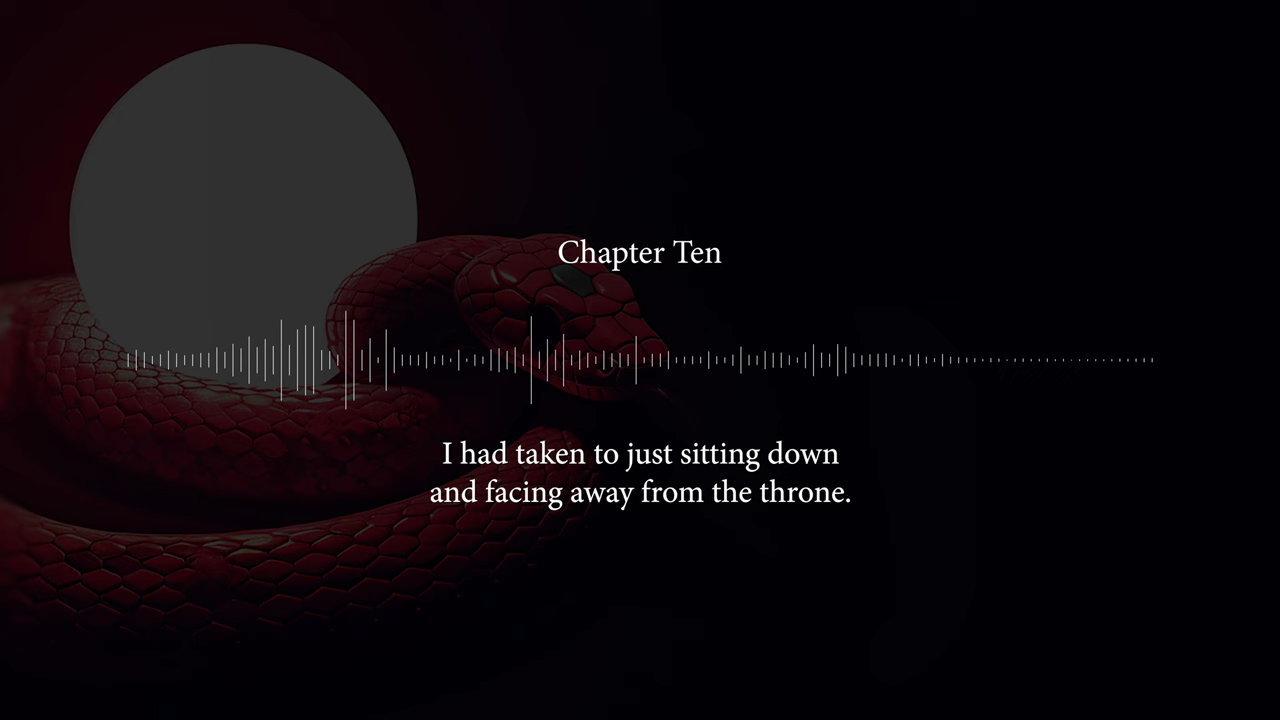 Chapter Ten
I had taken to just sitting down
and facing away from the throne.